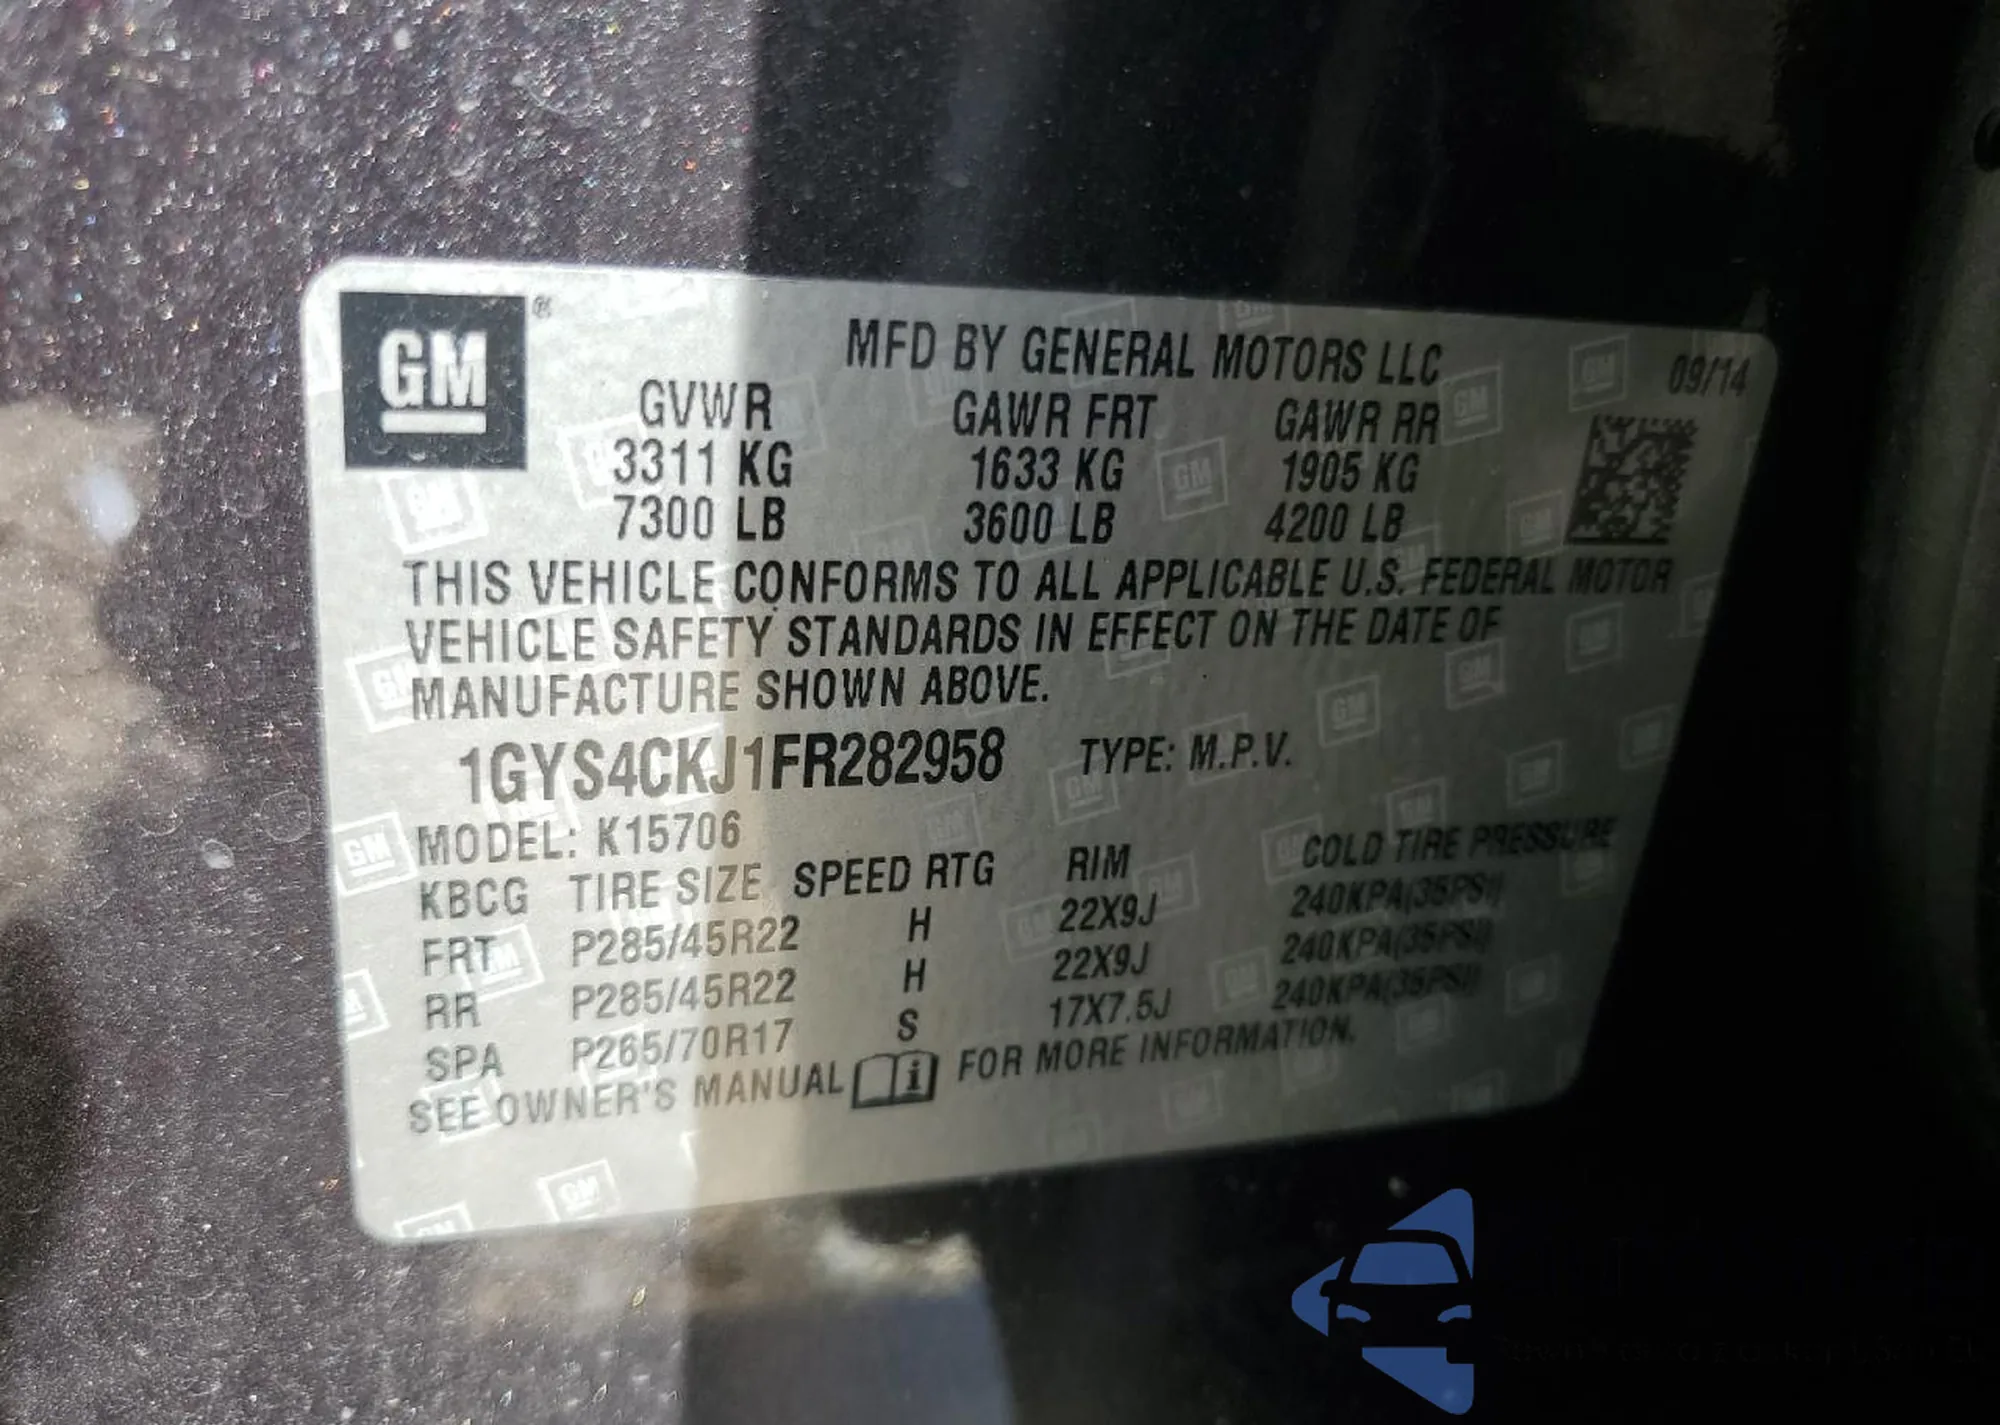 GM ®
MFD BY GENERAL MOTORS LLC
09/14
GVWR GAWR FRT GAWR RR
3311 KG 1633 KG 1905 KG
7300 LB 3600 LB 4200 LB
THIS VEHICLE CONFORMS TO ALL APPLICABLE U.S. FEDERAL MOTOR
VEHICLE SAFETY STANDARDS IN EFFECT ON THE DATE OF
MANUFACTURE SHOWN ABOVE.
1GYS4CKJ1FR282958 TYPE: M.P.V.
MODEL: K15706
KBCG TIRE SIZE SPEED RTG RIM COLD TIRE PRESSURE
FRT P285/45R22 H 22X9J 240KPA(35PSI)
RR P285/45R22 H 22X9J 240KPA(35PSI)
SPA P265/70R17 S 17X7.5J 240KPA(35PSI)
SEE OWNER'S MANUAL FOR MORE INFORMATION.